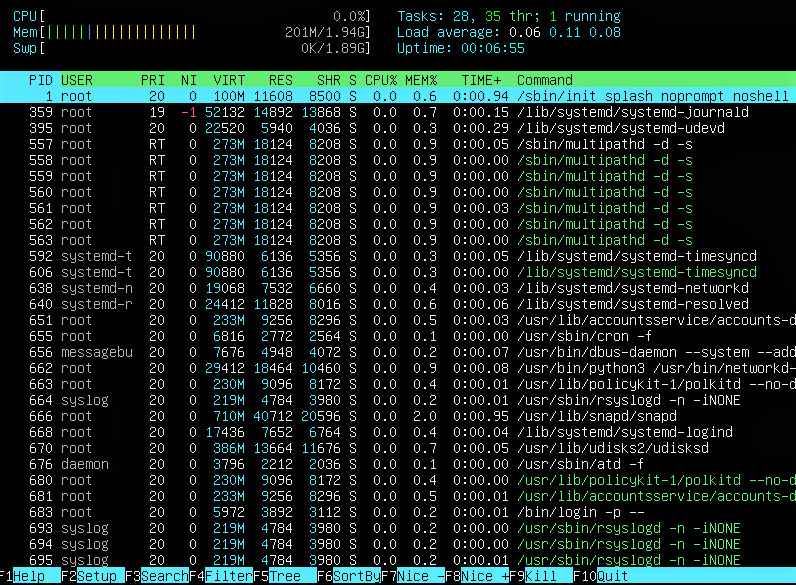 CPU[ 0.0%] Tasks: 28, 35 thr; 1 running
Mem[||||||||||||||||||| 201M/1.94G] Load average: 0.06 0.11 0.08
Swp[ 0K/1.89G] Uptime: 00:06:55
PID USER PRI NI VIRT RES SHR S CPU% MEM% TIME+ Command
1 root 20 0 100M 11608 8500 S 0.0 0.6 0:00.94 /sbin/init splash noprompt noshell
359 root 19 -1 52132 14892 13868 S 0.0 0.7 0:00.15 /lib/systemd/systemd-journald
395 root 20 0 22520 5940 4036 S 0.0 0.3 0:00.29 /lib/systemd/systemd-udevd
557 root RT 0 273M 18124 8208 S 0.0 0.9 0:00.05 /sbin/multipathd -d -s
558 root RT 0 273M 18124 8208 S 0.0 0.9 0:00.00 /sbin/multipathd -d -s
559 root RT 0 273M 18124 8208 S 0.0 0.9 0:00.00 /sbin/multipathd -d -s
560 root RT 0 273M 18124 8208 S 0.0 0.9 0:00.00 /sbin/multipathd -d -s
561 root RT 0 273M 18124 8208 S 0.0 0.9 0:00.03 /sbin/multipathd -d -s
562 root RT 0 273M 18124 8208 S 0.0 0.9 0:00.00 /sbin/multipathd -d -s
563 root RT 0 273M 18124 8208 S 0.0 0.9 0:00.00 /sbin/multipathd -d -s
592 systemd-t 20 0 90880 6136 5356 S 0.0 0.3 0:00.05 /lib/systemd/systemd-timesyncd
606 systemd-t 20 0 90880 6136 5356 S 0.0 0.3 0:00.00 /lib/systemd/systemd-timesyncd
638 systemd-n 20 0 19068 7532 6660 S 0.0 0.4 0:00.03 /lib/systemd/systemd-networkd
640 systemd-r 20 0 24412 11828 8016 S 0.0 0.6 0:00.06 /lib/systemd/systemd-resolved
651 root 20 0 233M 9256 8296 S 0.0 0.5 0:00.03 /usr/lib/accountsservice/accounts-d
655 root 20 0 6816 2772 2564 S 0.0 0.1 0:00.00 /usr/sbin/cron -f
656 messagebu 20 0 7676 4948 4072 S 0.0 0.2 0:00.07 /usr/bin/dbus-daemon --system --add
662 root 20 0 29412 18464 10460 S 0.0 0.9 0:00.08 /usr/bin/python3 /usr/bin/networkd-
663 root 20 0 230M 9096 8172 S 0.0 0.4 0:00.01 /usr/lib/policykit-1/polkitd --no-d
664 syslog 20 0 219M 4784 3980 S 0.0 0.2 0:00.01 /usr/sbin/rsyslogd -n -iNONE
666 root 20 0 710M 40712 20596 S 0.0 2.0 0:00.95 /usr/lib/snapd/snapd
668 root 20 0 17436 7652 6764 S 0.0 0.4 0:00.04 /lib/systemd/systemd-logind
670 root 20 0 386M 13664 11676 S 0.0 0.7 0:00.03 /usr/lib/udisks2/udisksd
676 daemon 20 0 3796 2212 2036 S 0.0 0.1 0:00.00 /usr/sbin/atd -f
680 root 20 0 230M 9096 8172 S 0.0 0.4 0:00.00 /usr/lib/policykit-1/polkitd --no-d
681 root 20 0 233M 9256 8296 S 0.0 0.5 0:00.01 /usr/lib/accountsservice/accounts-d
683 root 20 0 5972 3892 3112 S 0.0 0.2 0:00.01 /bin/login -p --
693 syslog 20 0 219M 4784 3980 S 0.0 0.2 0:00.00 /usr/sbin/rsyslogd -n -iNONE
694 syslog 20 0 219M 4784 3980 S 0.0 0.2 0:00.00 /usr/sbin/rsyslogd -n -iNONE
695 syslog 20 0 219M 4784 3980 S 0.0 0.2 0:00.01 /usr/sbin/rsyslogd -n -iNONE
F1Help F2Setup F3SearchF4FilterF5Tree F6SortByF7Nice -F8Nice +F9Kill F10Quit